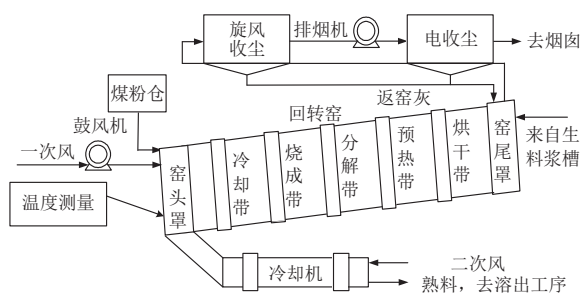 旋风
收尘
排烟机
电收尘
去烟囱
煤粉仓
返窑灰
鼓风机
回转窑
一次风
窑头罩
冷却带
烧成带
分解带
预热带
烘干带
窑尾罩
来自生
料浆槽
温度测量
冷却机
二次风
熟料，去溶出工序